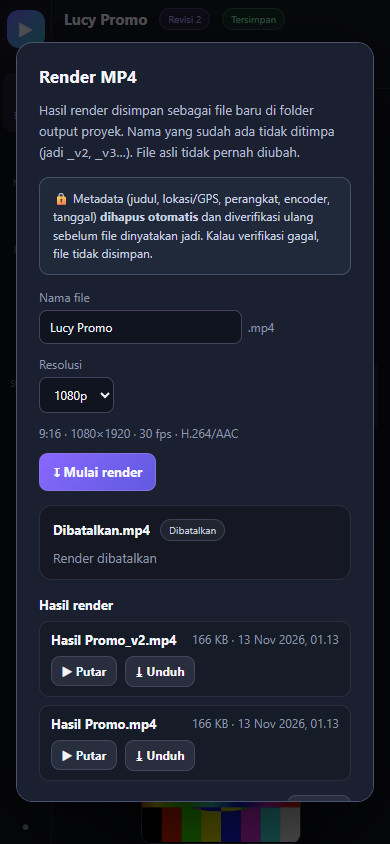 Lucy Promo Revisi 2 Tersimpan
Render MP4
Hasil render disimpan sebagai file baru di folder
output proyek. Nama yang sudah ada tidak ditimpa
(jadi _v2, _v3…). File asli tidak pernah diubah.
🔒 Metadata (judul, lokasi/GPS, perangkat, encoder,
tanggal) dihapus otomatis dan diverifikasi ulang
sebelum file dinyatakan jadi. Kalau verifikasi gagal,
file tidak disimpan.
Nama file
Lucy Promo .mp4
Resolusi
1080p
9:16 · 1080×1920 · 30 fps · H.264/AAC
↧ Mulai render
Dibatalkan.mp4 Dibatalkan
Render dibatalkan
Hasil render
Hasil Promo_v2.mp4 166 KB · 13 Nov 2026, 01.13
▶ Putar ⤓ Unduh
Hasil Promo.mp4 166 KB · 13 Nov 2026, 01.13
▶ Putar ⤓ Unduh